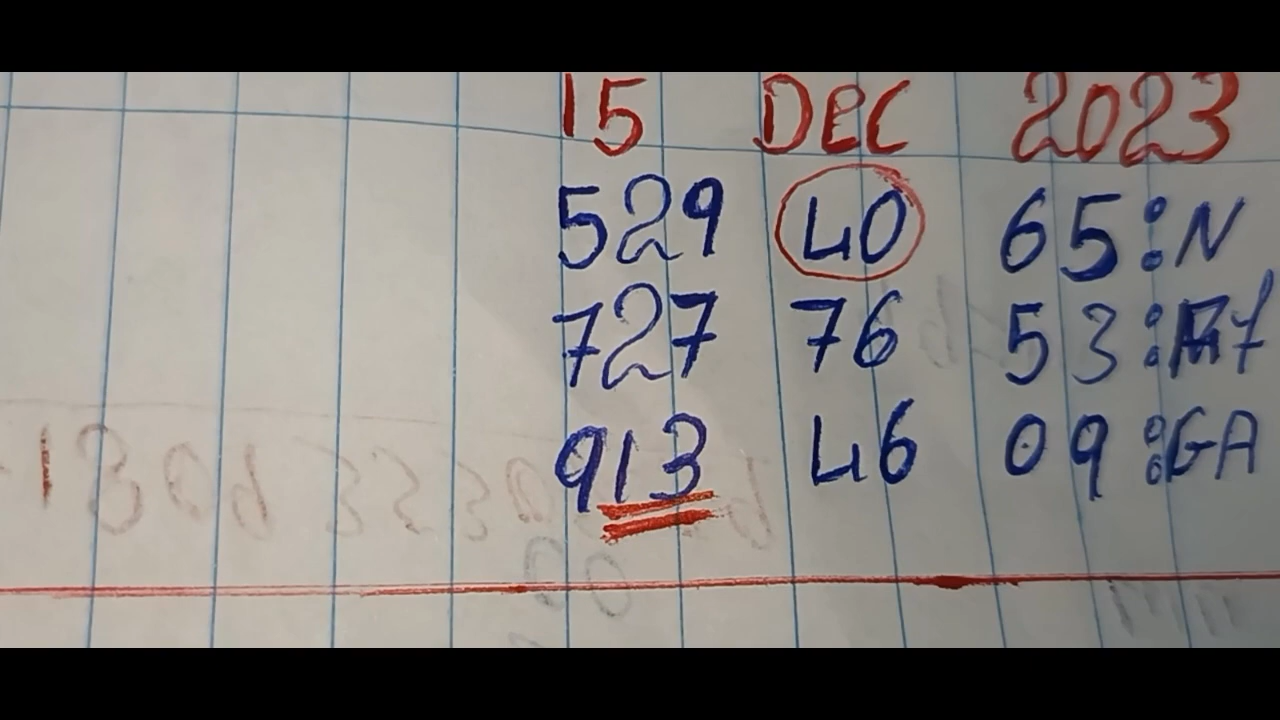 15 DEC 2023
529 40 65 : N
727 76 53 :
913 46 09 : GA